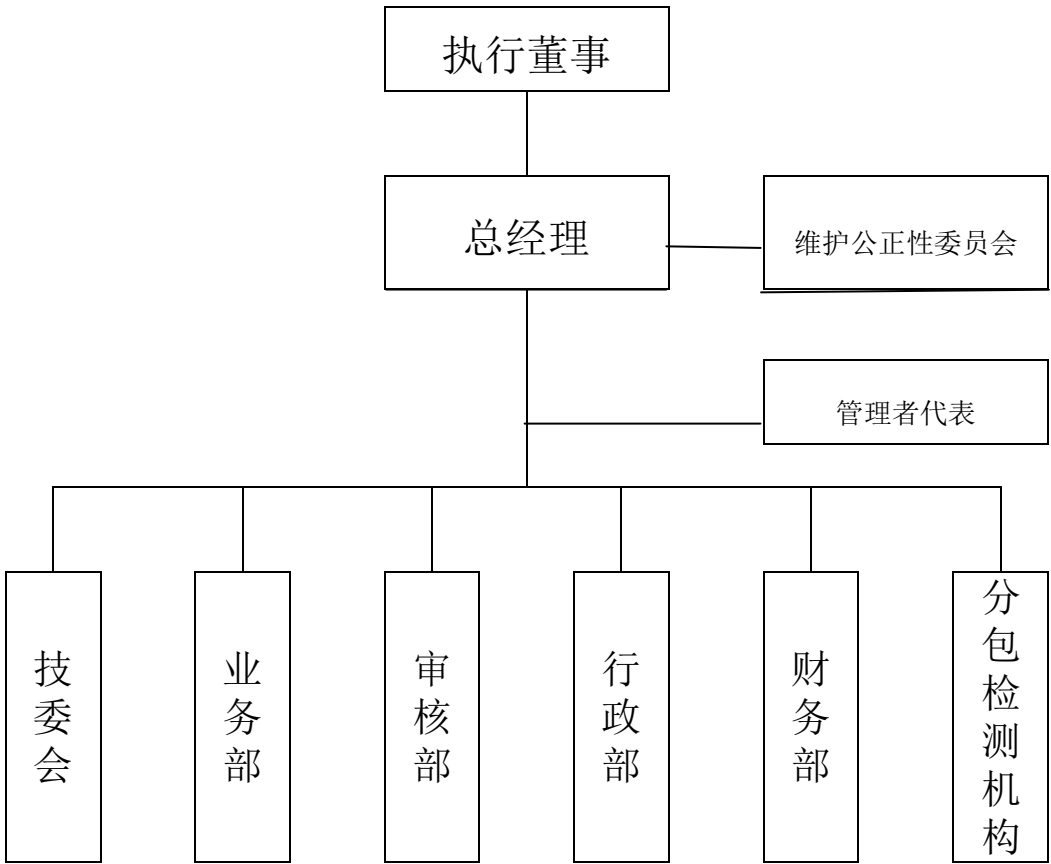 执行董事
总经理
维护公正性委员会
管理者代表
技委会
业务部
审核部
行政部
财务部
分包检测机构